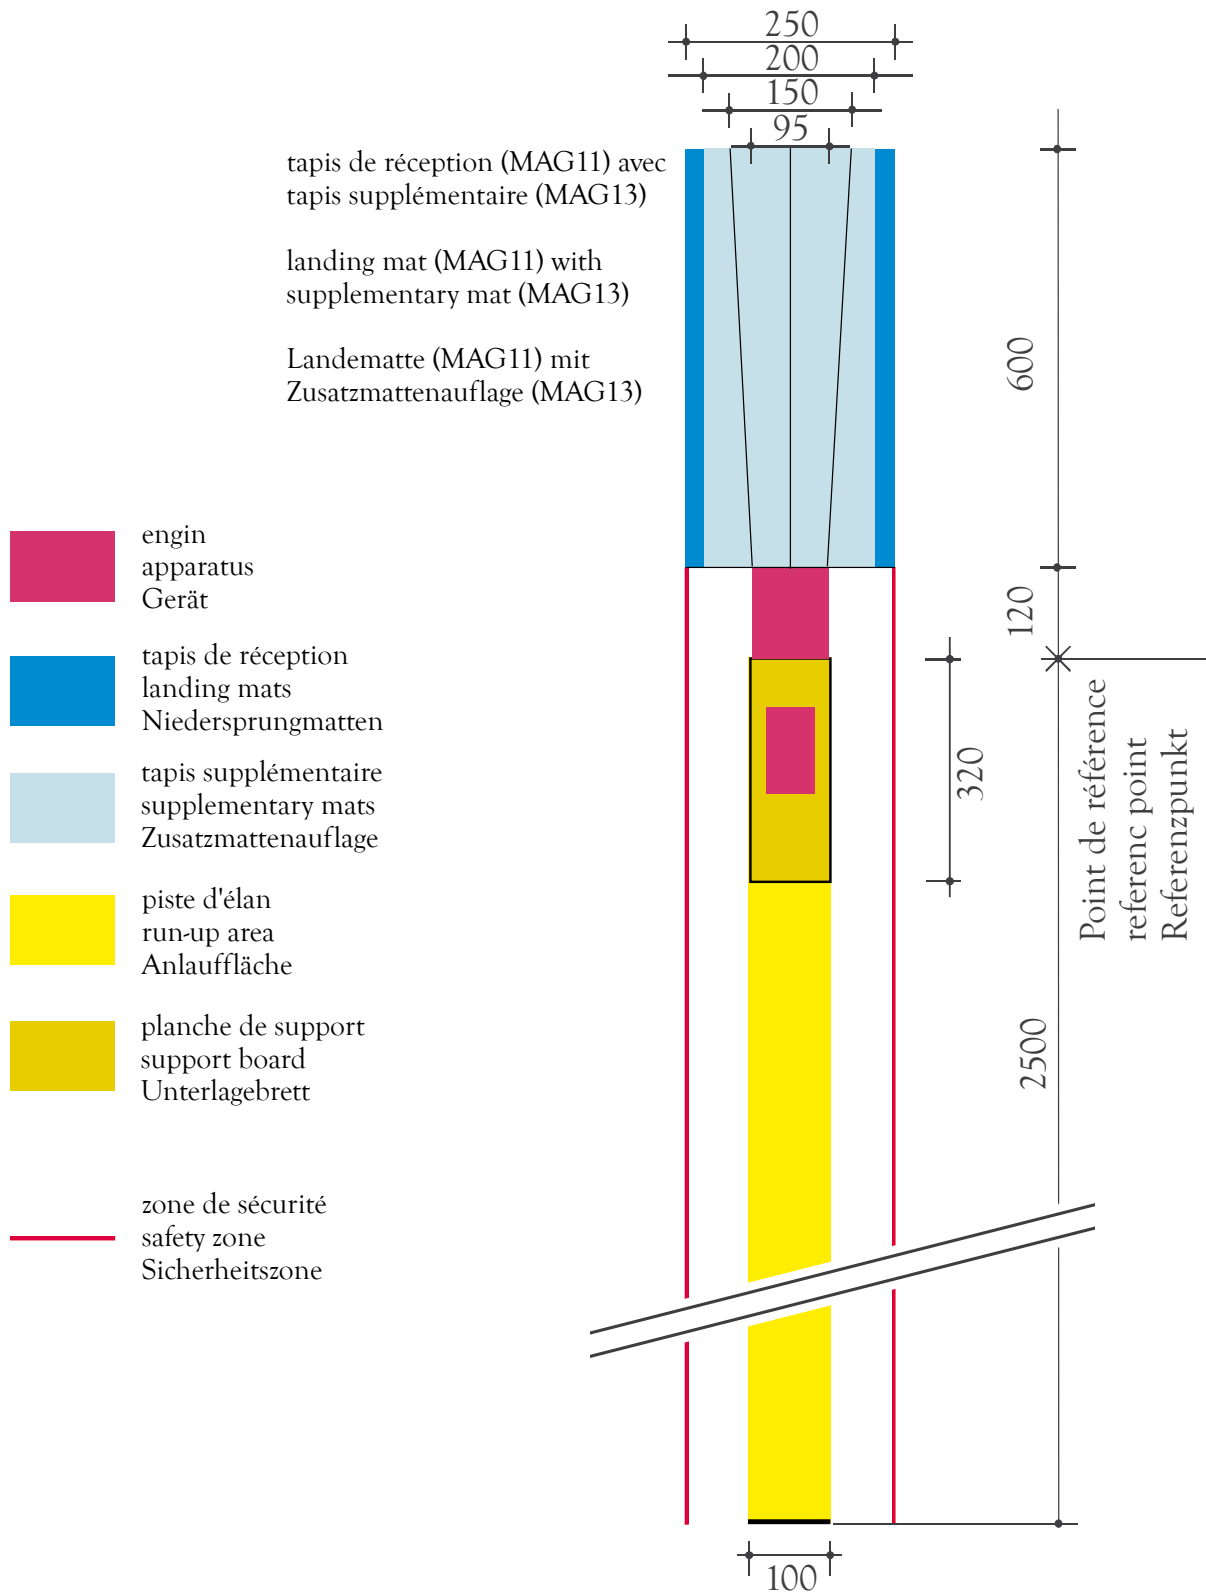 250
200
150
95
tapis de réception (MAG11) avec
tapis supplémentaire (MAG13)
landing mat (MAG11) with
supplementary mat (MAG13)
Landematte (MAG11) mit
Zusatzmattenauflage (MAG13)
600
engin
apparatus
Gerät
120
tapis de réception
landing mats
Niedersprungmatten
320
Point de référence
referenc point
Referenzpunkt
tapis supplémentaire
supplementary mats
Zusatzmattenauflage
piste d'élan
run-up area
Anlauffläche
planche de support
support board
Unterlagebrett
2500
zone de sécurité
safety zone
Sicherheitszone
100